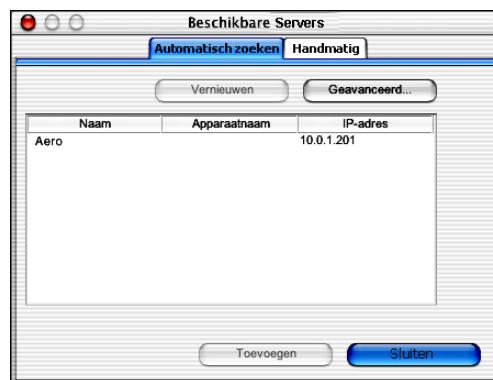 Beschikbare Servers
Automatisch zoeken Handmatig
Vernieuwen Geavanceerd...
Naam Apparaatnaam IP-adres
Aero 10.0.1.201
Toevoegen Sluiten